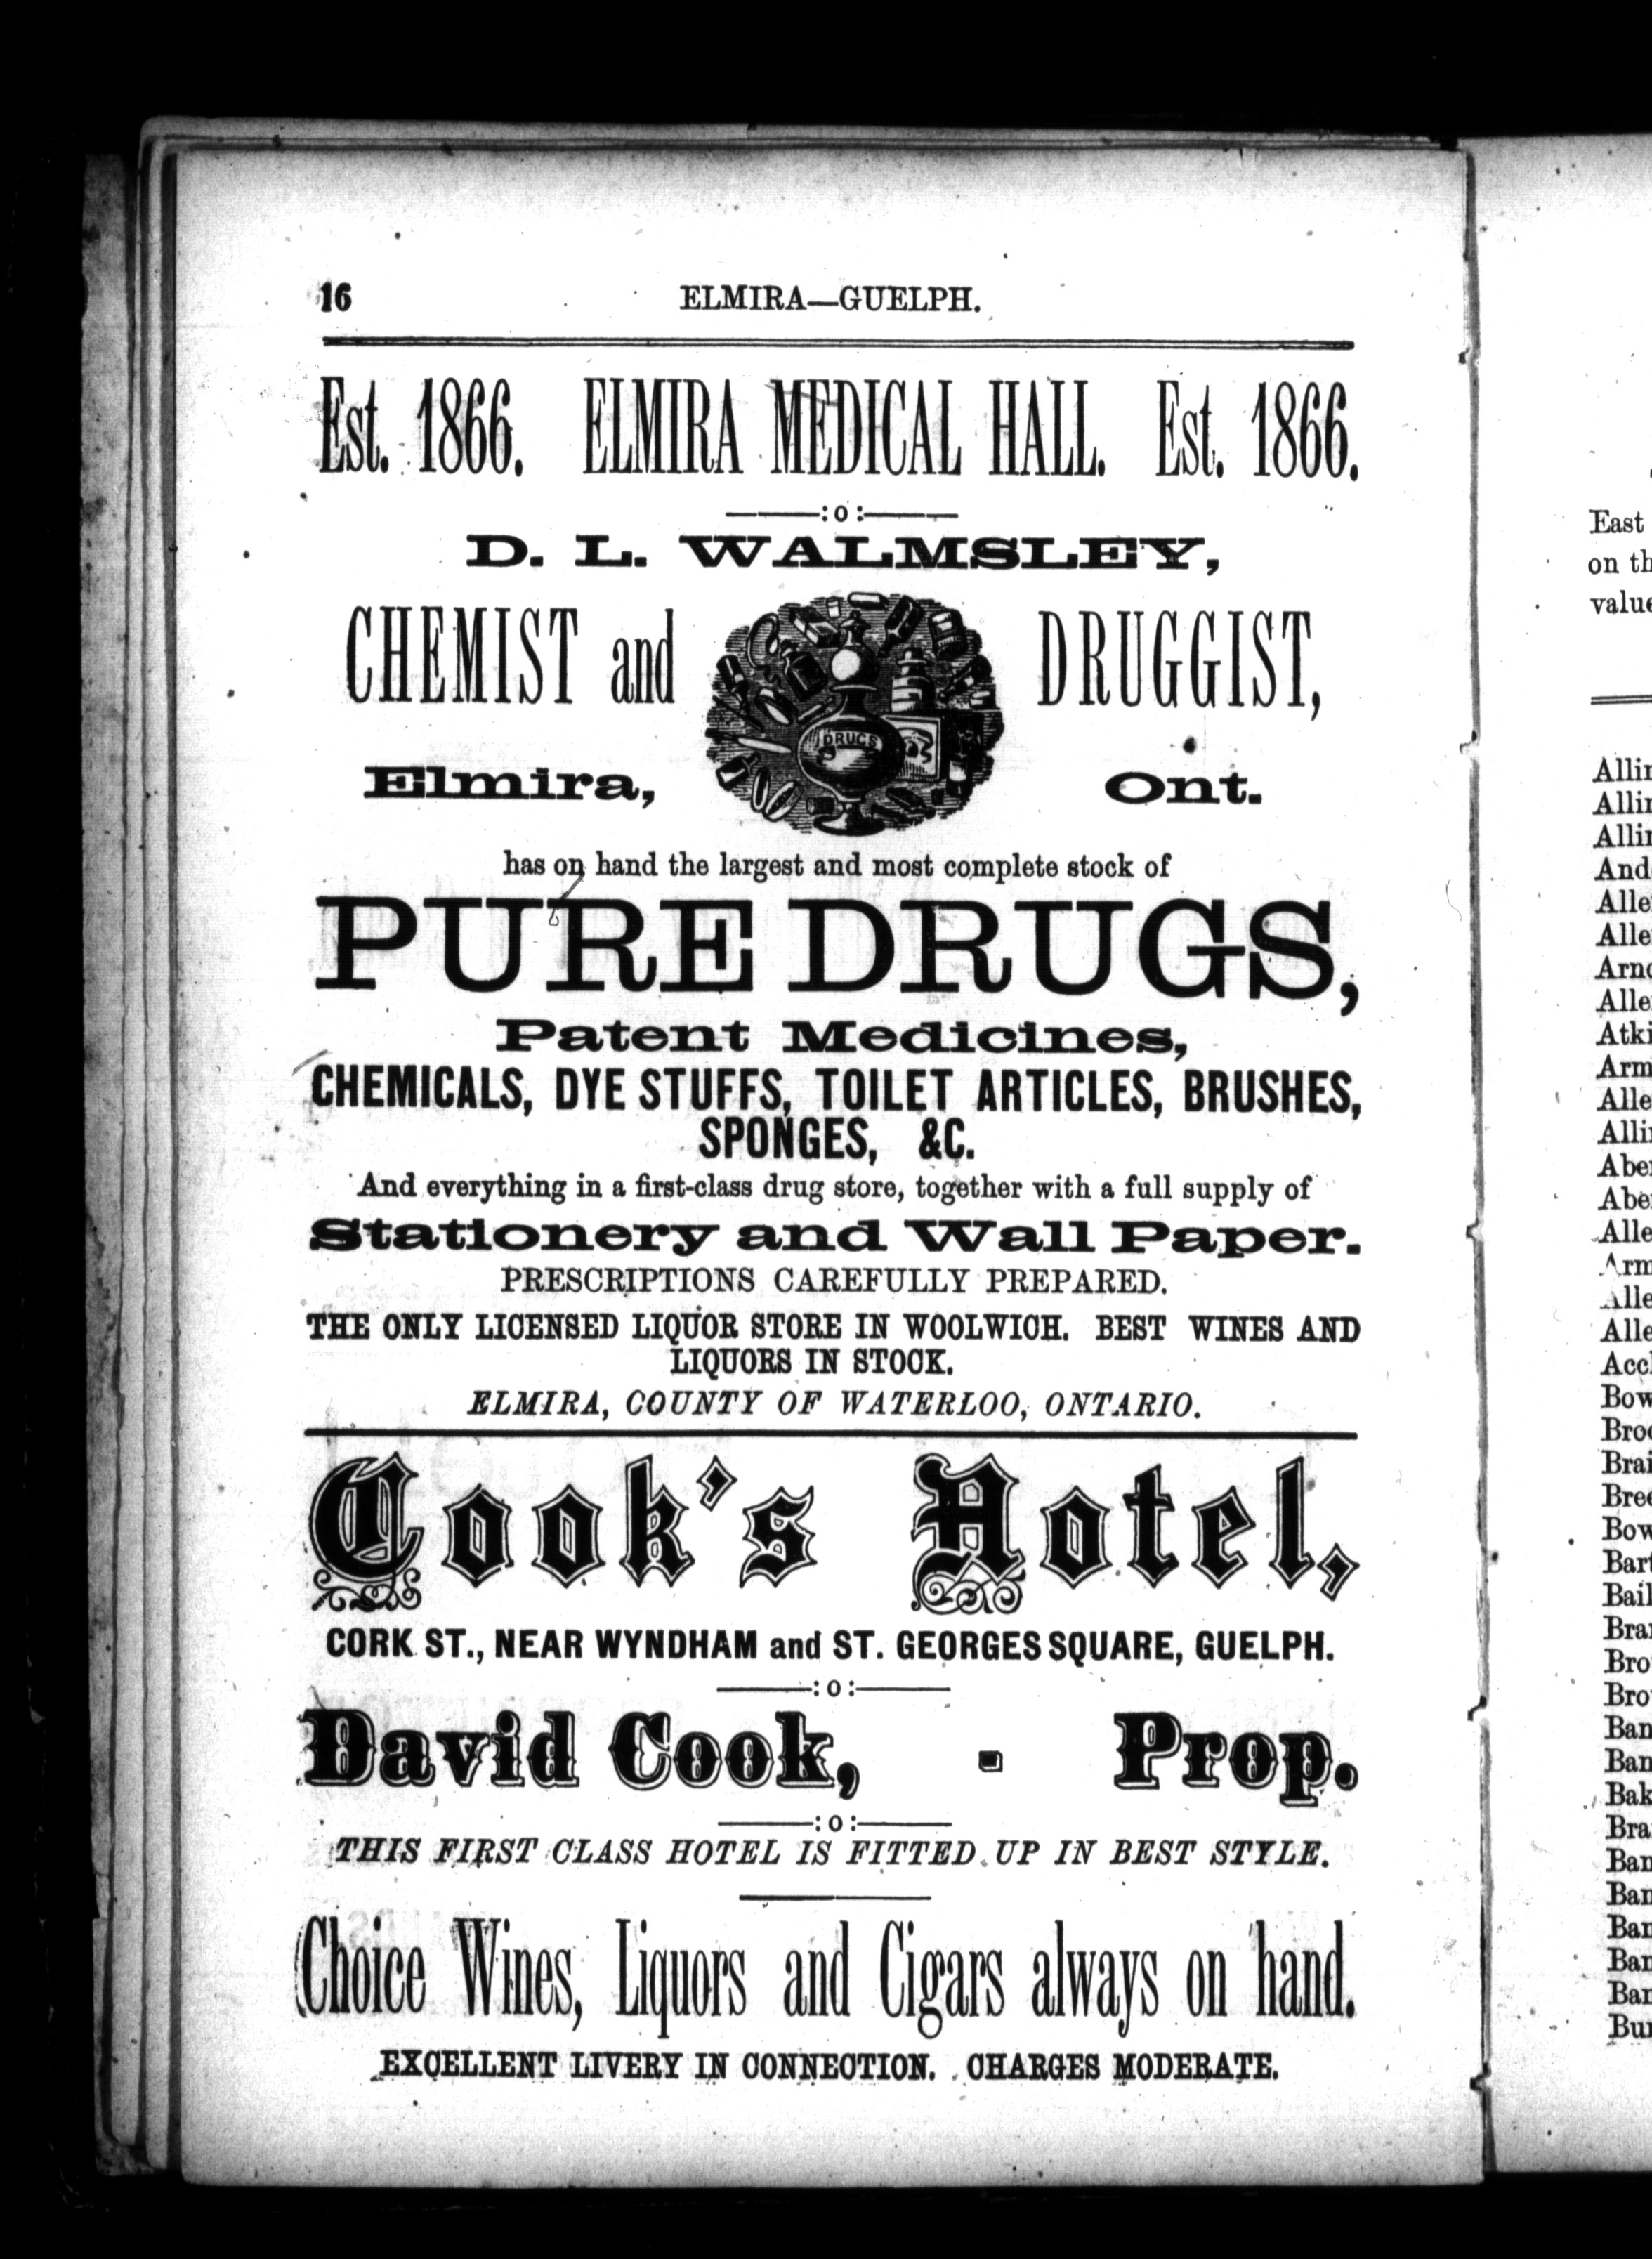 16 ELMIRA—GUELPH.
Est. 1866. ELMIRA MEDICAL HALL. Est. 1866.
———:o:———
D. L. WALMSLEY,
CHEMIST and DRUGGIST,
DRUGS
Elmira, Ont.
has on hand the largest and most complete stock of
PURE DRUGS,
Patent Medicines,
CHEMICALS, DYE STUFFS, TOILET ARTICLES, BRUSHES,
SPONGES, &C.
And everything in a first-class drug store, together with a full supply of
Stationery and Wall Paper.
PRESCRIPTIONS CAREFULLY PREPARED.
THE ONLY LICENSED LIQUOR STORE IN WOOLWICH. BEST WINES AND
LIQUORS IN STOCK.
ELMIRA, COUNTY OF WATERLOO, ONTARIO.
Cook's Hotel,
CORK ST., NEAR WYNDHAM and ST. GEORGES SQUARE, GUELPH.
———:o:———
David Cook, - Prop.
———:o:———
THIS FIRST CLASS HOTEL IS FITTED UP IN BEST STYLE.
Choice Wines, Liquors and Cigars always on hand.
EXCELLENT LIVERY IN CONNECTION. CHARGES MODERATE.
East
on